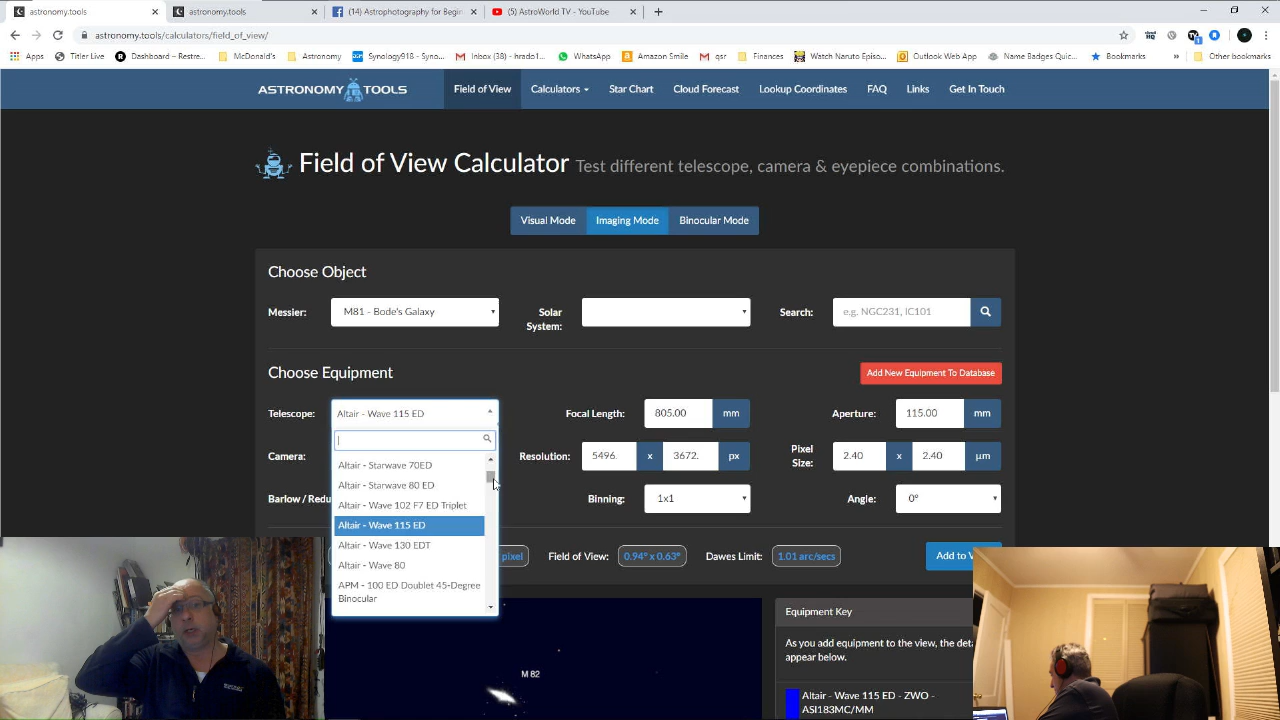 astronomy.tools
astronomy.tools
(14) Astrophotography for Begin
(5) AstroWorld TV - YouTube
astronomy.tools/calculators/field_of_view/
Apps
Titler Live
Dashboard -- Restre...
McDonald's
Astronomy
Synology918 - Syno...
Inbox (38) – hrado1...
WhatsApp
Amazon Smile
qsr
Finances
Watch Naruto Episo...
Outlook Web App
Name Badges Quic...
Bookmarks
»
Other bookmarks
ASTRONOMY TOOLS
Field of View
Calculators
Star Chart
Cloud Forecast
Lookup Coordinates
FAQ
Links
Get In Touch
Field of View Calculator Test different telescope, camera & eyepiece combinations.
Visual Mode
Imaging Mode
Binocular Mode
Choose Object
Messier:
M81 - Bode's Galaxy
Solar
System:
Search:
e.g. NGC231, IC101
Choose Equipment
Add New Equipment To Database
Telescope:
Altair - Wave 115 ED
Focal Length:
805.00
mm
Aperture:
115.00
mm
Camera:
Resolution:
5496.
x
3672.
px
Pixel
Size:
2.40
x
2.40
µm
Barlow / Redu
Binning:
1x1
Angle:
0°
Altair - Starwave 70ED
Altair - Starwave 80 ED
Altair - Wave 102 F7 ED Triplet
Altair - Wave 115 ED
Altair - Wave 130 EDT
Altair - Wave 80
APM - 100 ED Doublet 45-Degree
Binocular
pixel
Field of View:
0.94° x 0.63°
Dawes Limit:
1.01 arc/secs
Add to V
Equipment Key
As you add equipment to the view, the deta
appear below.
Altair - Wave 115 ED - ZWO -
ASI183MC/MM
M 82